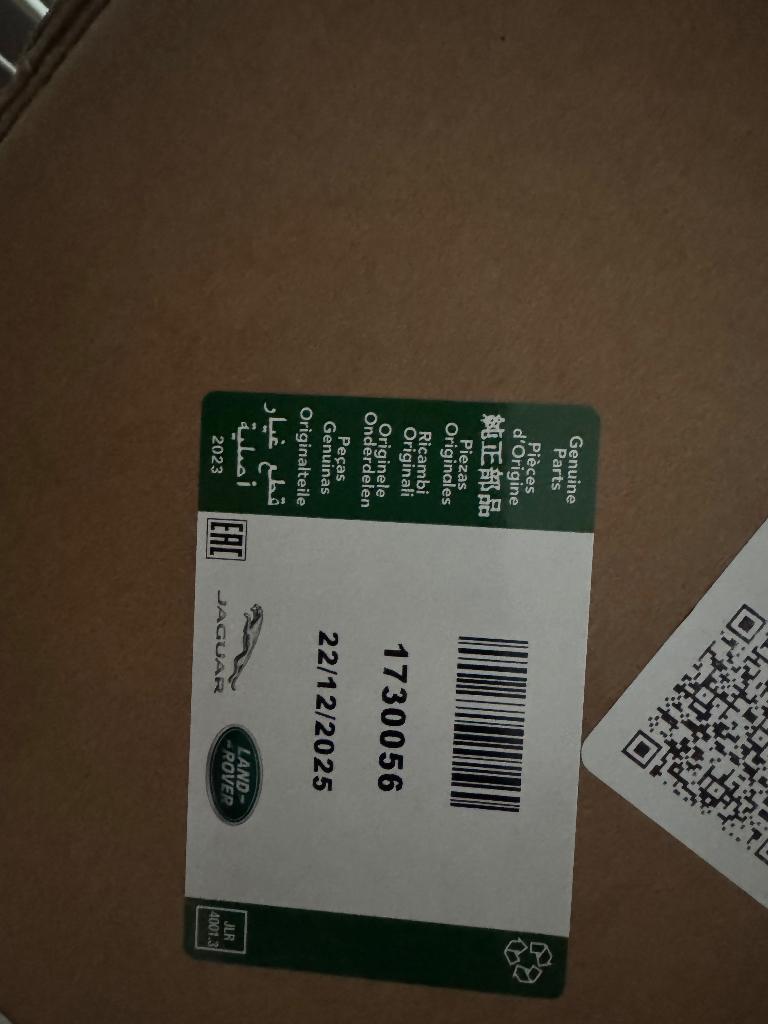 Genuine
Parts
Pièces
d'Origine
純正部品
Piezas
Originales
Ricambi
Originali
Originele
Onderdelen
Peças
Genuinas
Originalteile
قطع غيار
أصلية
2023
1730056
22/12/2025
EAC
JAGUAR
LAND-
-ROVER
JLR
4001.3